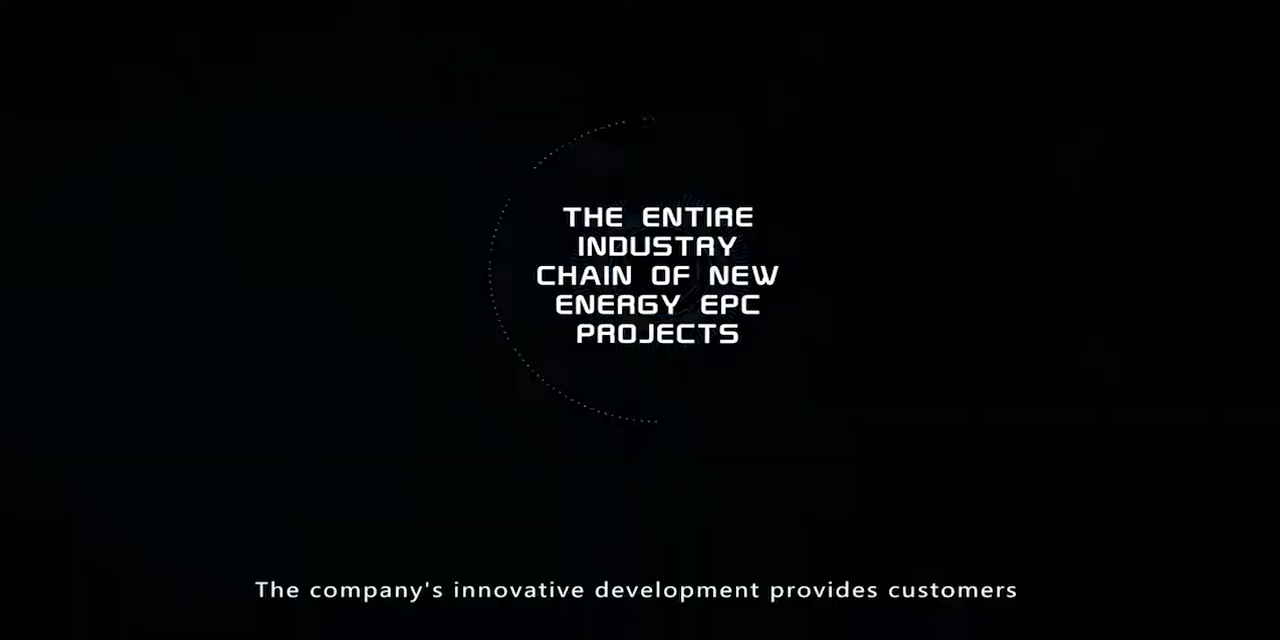 THE ENTIRE
INDUSTRY
CHAIN OF NEW
ENERGY EPC
PROJECTS
The company's innovative development provides customers